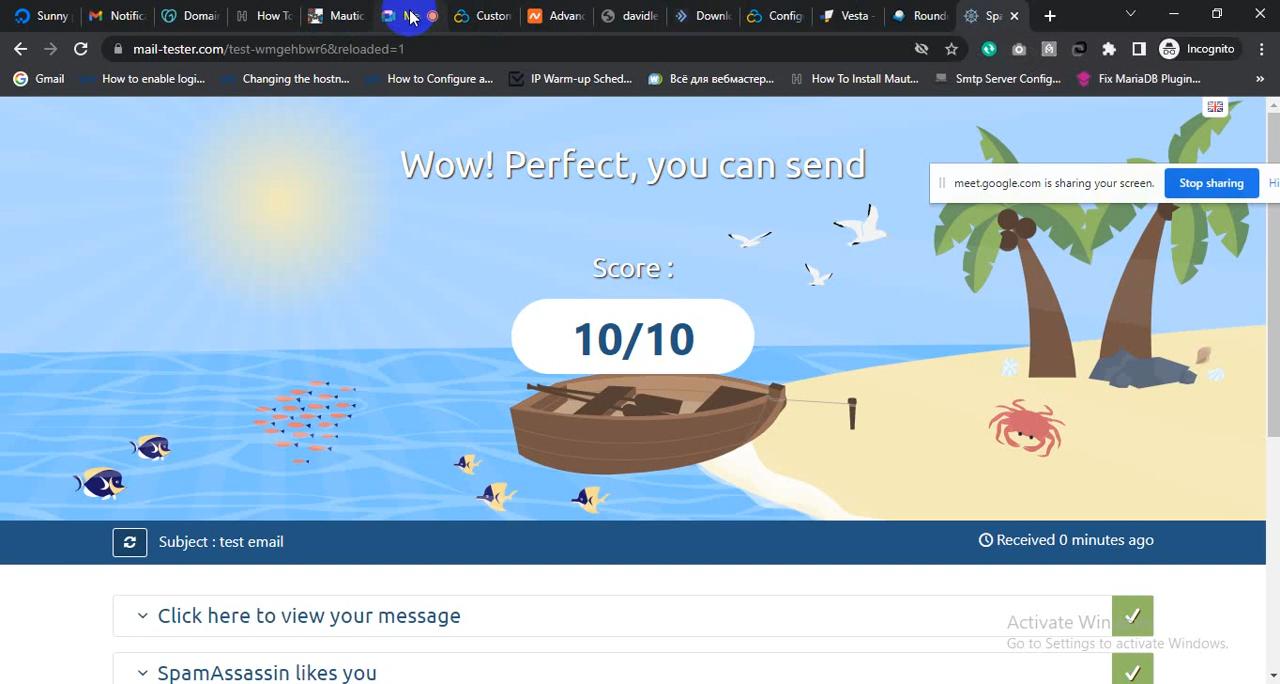 Sunny
Notific
Domai
How To
Mautic
Custon
Advanc
davidle
Downl
Config
Vesta -
Round
Spa
mail-tester.com/test-wmgehbwr6&reloaded=1
Incognito
Gmail
How to enable logi...
Changing the hostn...
How to Configure a...
IP Warm-up Sched...
Всё для вебмастер...
How To Install Maut...
Smtp Server Config...
Fix MariaDB Plugin...
»
Wow! Perfect, you can send
meet.google.com is sharing your screen.
Stop sharing
Hi
Score :
10/10
Subject : test email
Received 0 minutes ago
Click here to view your message
Activate Win
Go to Settings to activate Windows.
SpamAssassin likes you